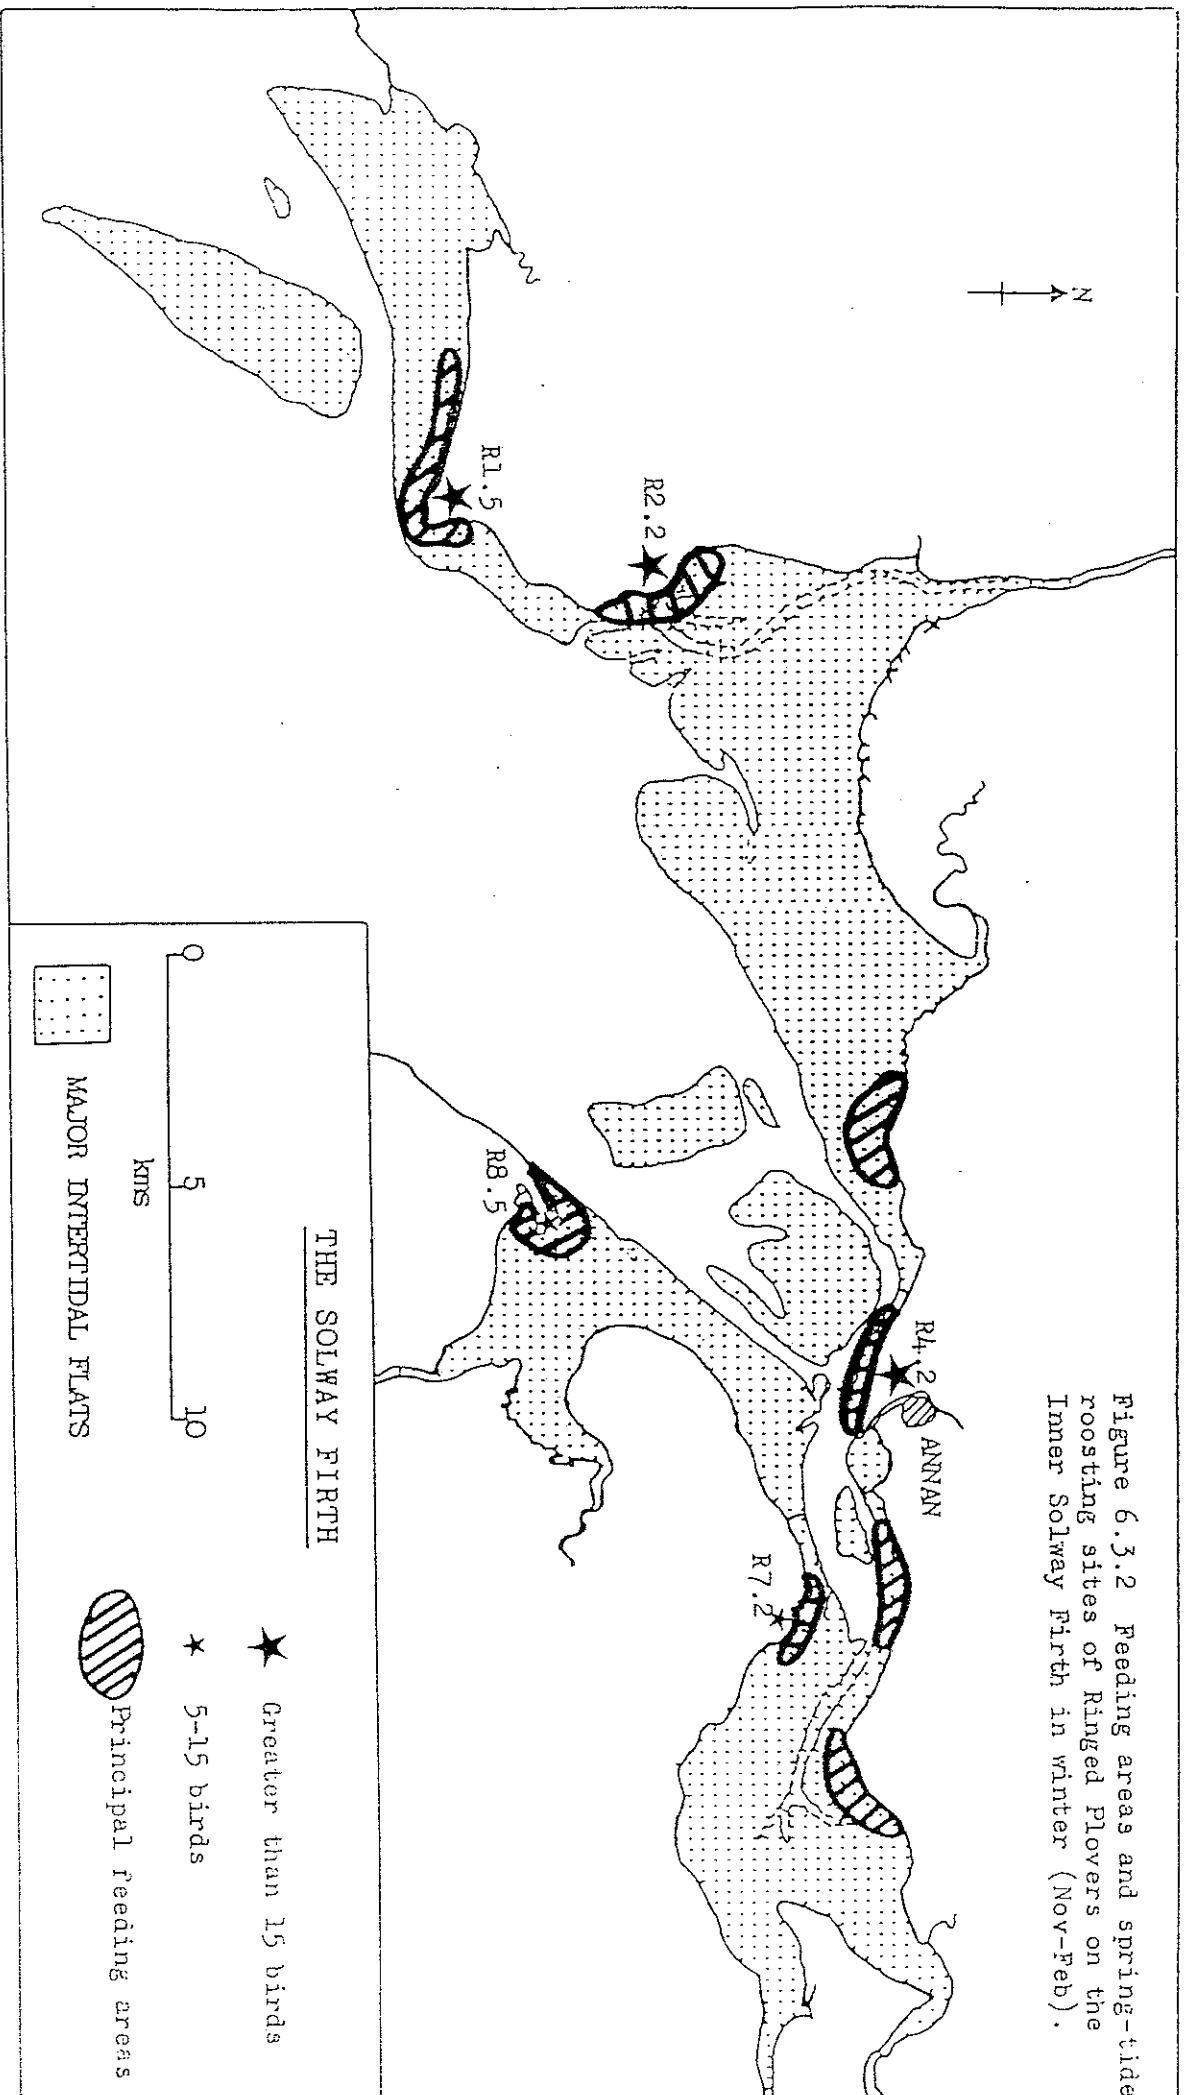 Figure 6.3.2 Feeding areas and spring-tide
roosting sites of Ringed Plovers on the
Inner Solway Firth in winter (Nov-Feb).
N
R1.5
R2.2
R4.2
ANNAN
R7.2
R8.5
THE SOLWAY FIRTH
0 5 10
kms
MAJOR INTERTIDAL FLATS
Greater than 15 birds
5-15 birds
Principal feeding areas